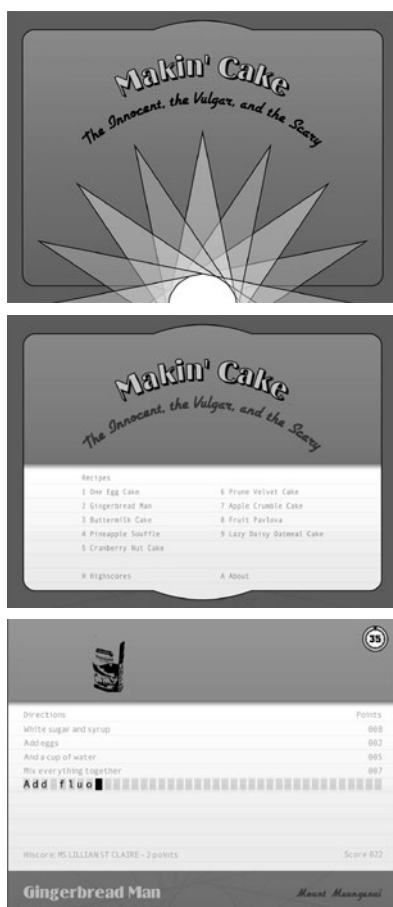 Makin' Cake
The Innocent, the Vulgar, and the Scary
Makin' Cake
The Innocent, the Vulgar, and the Scary
Recipes
1 One Egg Cake
2 Gingerbread Man
3 Buttermilk Cake
4 Pineapple Souffle
5 Cranberry Nut Cake
6 Prune Velvet Cake
7 Apple Crumble Cake
8 Fruit Pavlova
9 Lazy Daisy Oatmeal Cake
H Highscores
A About
35
Directions Points
White sugar and syrup 008
Add eggs 002
And a cup of water 005
Mix everything together 007
Add fluo
Hiscore: MS LILLIAN ST CLAIRE - 2 points Score 022
Gingerbread Man Mount Maunganui